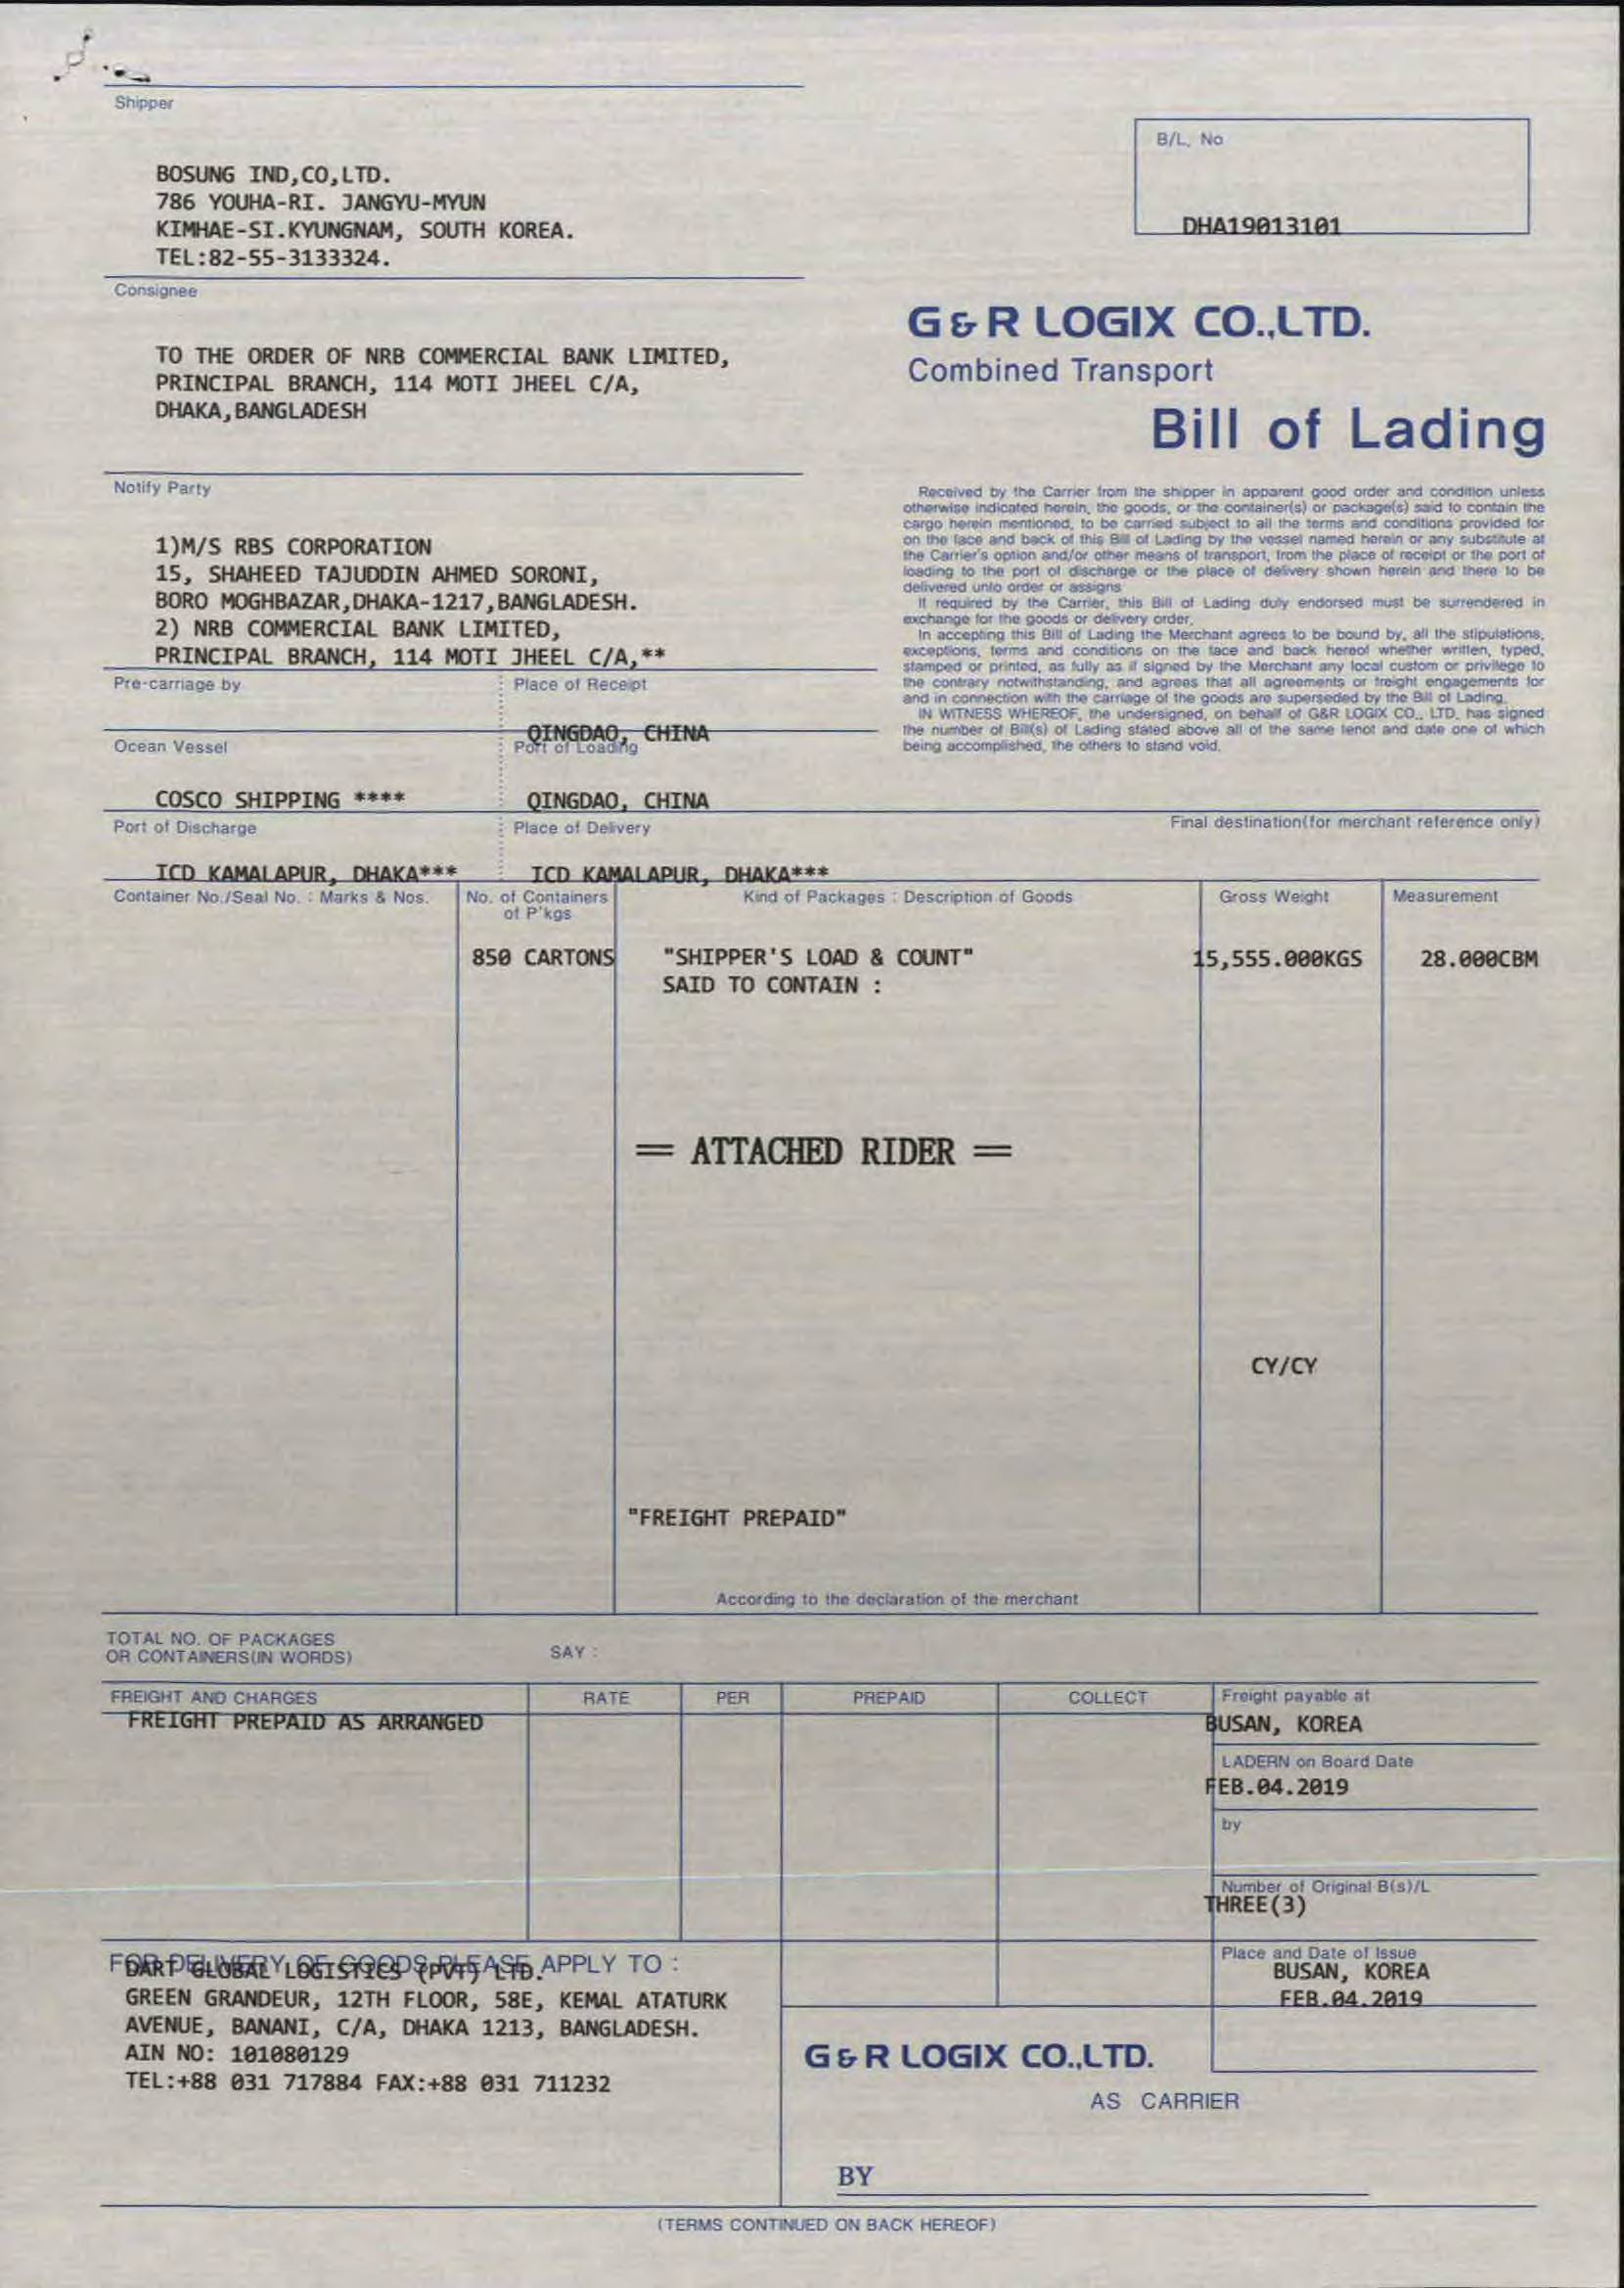 Shipper
BOSUNG IND,CO,LTD.
786 YOUHA-RI. JANGYU-MYUN
KIMHAE-SI.KYUNGNAM, SOUTH KOREA.
TEL:82-55-3133324.
B/L, No
DHA19013101
Consignee
TO THE ORDER OF NRB COMMERCIAL BANK LIMITED,
PRINCIPAL BRANCH, 114 MOTI JHEEL C/A,
DHAKA,BANGLADESH
G&R LOGIX CO.,LTD.
Combined Transport
Bill of Lading
Notify Party
1)M/S RBS CORPORATION
15, SHAHEED TAJUDDIN AHMED SORONI,
BORO MOGHBAZAR,DHAKA-1217,BANGLADESH.
2) NRB COMMERCIAL BANK LIMITED,
PRINCIPAL BRANCH, 114 MOTI JHEEL C/A,**
Received by the Carrier from the shipper in apparent good order and condition unless
otherwise indicated herein, the goods, or the container(s) or package(s) said to contain the
cargo herein mentioned, to be carried subject to all the terms and conditions provided for
on the face and back of this Bill of Lading by the vessel named herein or any substitute at
the Carrier's option and/or other means of transport, from the place of receipt or the port of
loading to the port of discharge or the place of delivery shown herein and there to be
delivered unto order or assigns
If required by the Carrier, this Bill of Lading duly endorsed must be surrendered in
exchange for the goods or delivery order.
In accepting this Bill of Lading the Merchant agrees to be bound by, all the stipulations,
exceptions, terms and conditions on the face and back hereof whether written, typed,
stamped or printed, as fully as if signed by the Merchant any local custom or privilege to
the contrary notwithstanding, and agrees that all agreements or freight engagements for
and in connection with the carriage of the goods are superseded by the Bill of Lading.
IN WITNESS WHEREOF, the undersigned, on behalf of G&R LOGIX CO., LTD, has signed
the number of Bill(s) of Lading stated above all of the same tenot and date one of which
being accomplished, the others to stand void.
Pre-carriage by
Place of Receipt
QINGDAO, CHINA
Ocean Vessel
Port of Loading
COSCO SHIPPING ****
QINGDAO, CHINA
Port of Discharge
Place of Delivery
Final destination(for merchant reference only)
ICD KAMALAPUR, DHAKA***
ICD KAMALAPUR, DHAKA***
Container No./Seal No. : Marks & Nos.
No. of Containers
of P'kgs
Kind of Packages : Description of Goods
Gross Weight
Measurement
850 CARTONS
"SHIPPER'S LOAD & COUNT"
SAID TO CONTAIN :
15,555.000KGS
28.000CBM
= ATTACHED RIDER =
CY/CY
"FREIGHT PREPAID"
According to the declaration of the merchant
TOTAL NO. OF PACKAGES
OR CONTAINERS(IN WORDS)
SAY :
FREIGHT AND CHARGES
RATE
PER
PREPAID
COLLECT
Freight payable at
FREIGHT PREPAID AS ARRANGED
BUSAN, KOREA
LADERN on Board Date
FEB.04.2019
by
Number of Original B(s)/L
THREE(3)
FOR DELIVERY OF GOODS PLEASE APPLY TO :
DART GLOBAL LOGISTICS (PVT) LTD.
GREEN GRANDEUR, 12TH FLOOR, 58E, KEMAL ATATURK
AVENUE, BANANI, C/A, DHAKA 1213, BANGLADESH.
AIN NO: 101080129
TEL:+88 031 717884 FAX:+88 031 711232
Place and Date of Issue
BUSAN, KOREA
FEB.04.2019
G&R LOGIX CO.,LTD.
AS CARRIER
BY
(TERMS CONTINUED ON BACK HEREOF)